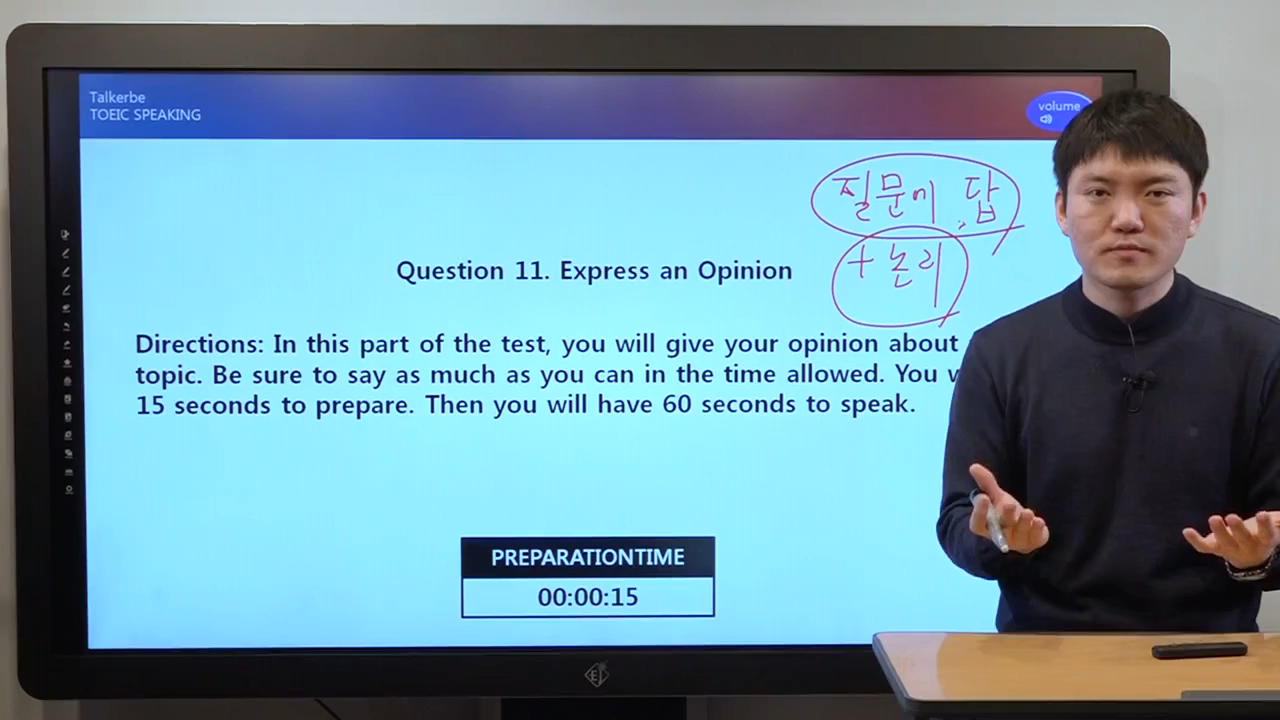 Talkerbe
TOEIC SPEAKING
volume
질문에 답
+ 논리
Question 11. Express an Opinion
Directions: In this part of the test, you will give your opinion about
topic. Be sure to say as much as you can in the time allowed. You
15 seconds to prepare. Then you will have 60 seconds to speak.
PREPARATIONTIME
00:00:15